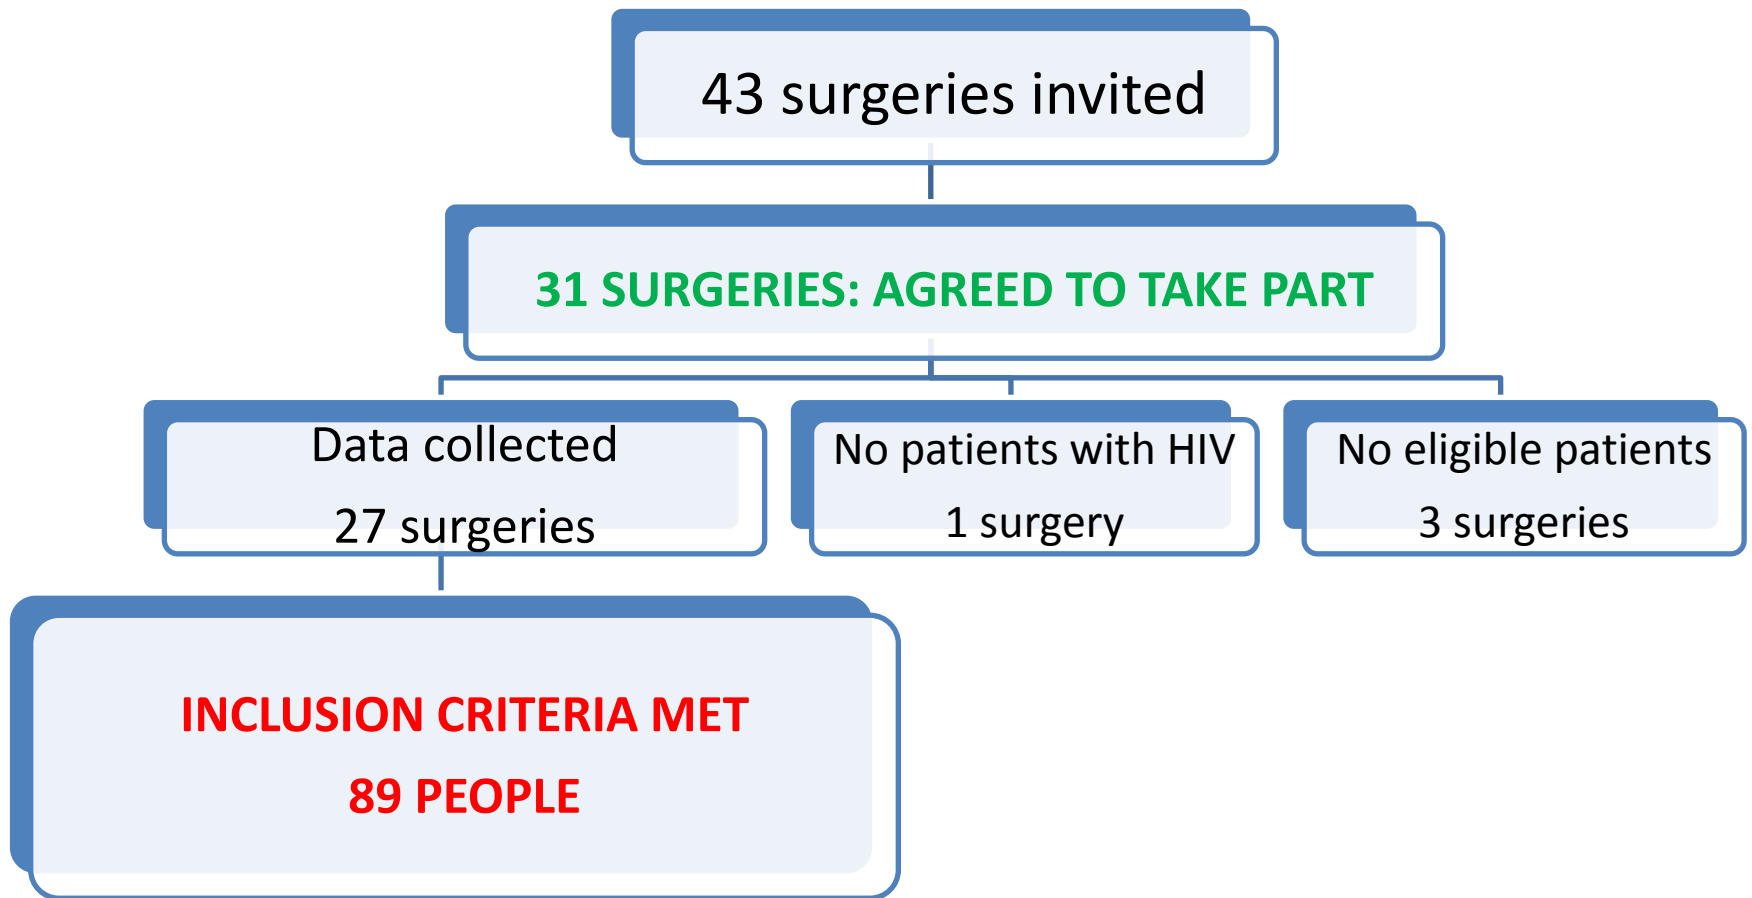 43 surgeries invited
31 SURGERIES: AGREED TO TAKE PART
Data collected
27 surgeries
No patients with HIV
1 surgery
No eligible patients
3 surgeries
INCLUSION CRITERIA MET
89 PEOPLE